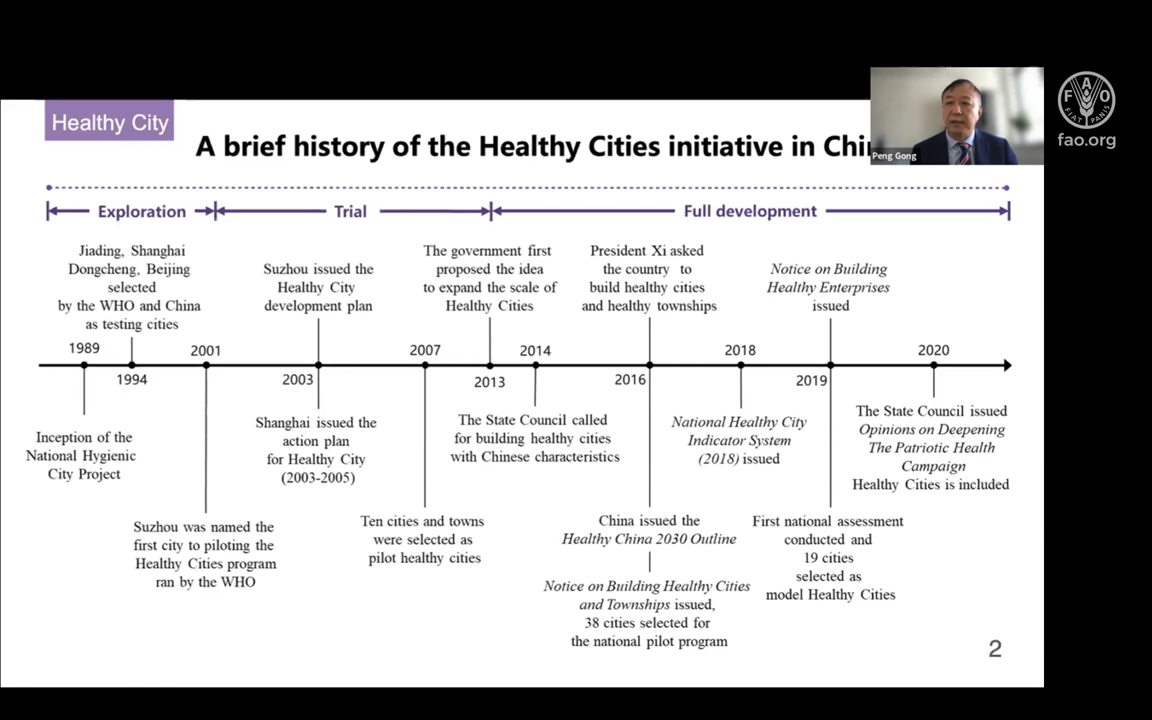 Healthy City
A brief history of the Healthy Cities initiative in
Peng Gong
F A O
FIAT PANIS
fao.org
Exploration
Trial
Full development
Jiading, Shanghai
Dongcheng, Beijing
selected
by the WHO and China
as testing cities
Suzhou issued the
Healthy City
development plan
The government first
proposed the idea
to expand the scale of
Healthy Cities
President Xi asked
the country to
build healthy cities
and healthy townships
Notice on Building
Healthy Enterprises
issued
1989
1994
2001
2003
2007
2013
2014
2016
2018
2019
2020
Inception of the
National Hygienic
City Project
Suzhou was named the
first city to piloting the
Healthy Cities program
ran by the WHO
Shanghai issued the
action plan
for Healthy City
(2003-2005)
Ten cities and towns
were selected as
pilot healthy cities
The State Council called
for building healthy cities
with Chinese characteristics
China issued the
Healthy China 2030 Outline
Notice on Building Healthy Cities
and Townships issued,
38 cities selected for
the national pilot program
National Healthy City
Indicator System
(2018) issued
First national assessment
conducted and
19 cities
selected as
model Healthy Cities
The State Council issued
Opinions on Deepening
The Patriotic Health
Campaign
Healthy Cities is included
2